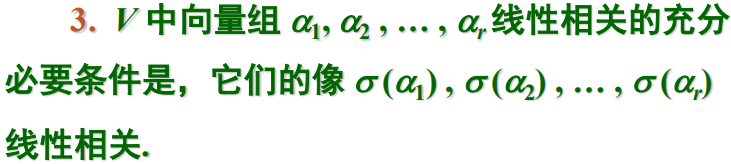 3. V 中向量组 α₁, α₂ , … , αᵣ 线性相关的充分
必要条件是，它们的像 σ(α₁) , σ(α₂) , … , σ(αᵣ)
线性相关.